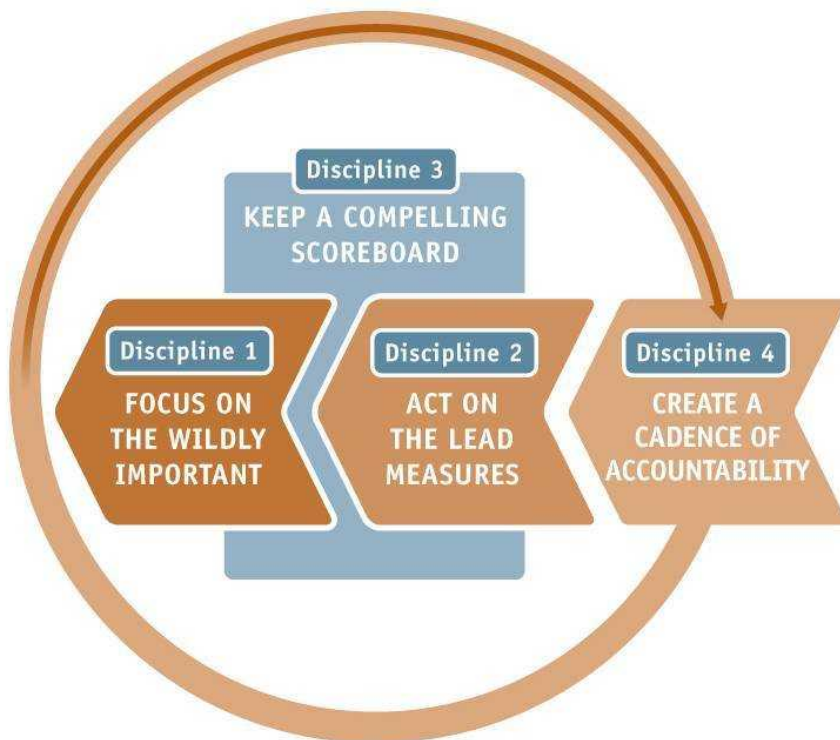 Discipline 3
KEEP A COMPELLING
SCOREBOARD
Discipline 1
FOCUS ON
THE WILDLY
IMPORTANT
Discipline 2
ACT ON
THE LEAD
MEASURES
Discipline 4
CREATE A
CADENCE OF
ACCOUNTABILITY